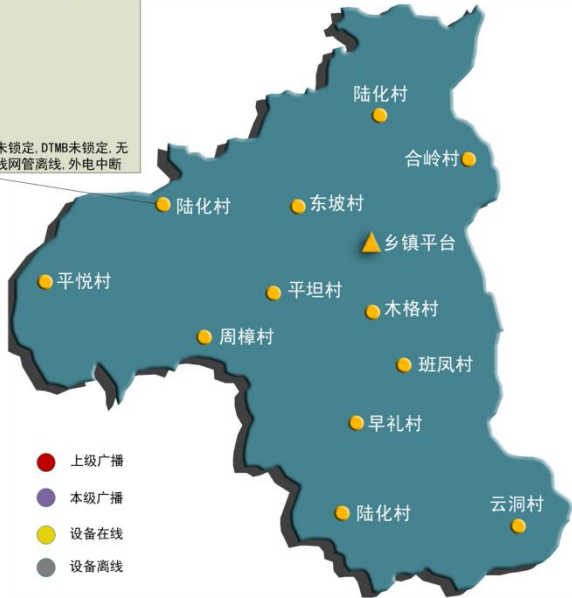 陆化村
合岭村
未锁定,DTMB未锁定,无
线网管离线,外电中断
陆化村
东坡村
乡镇平台
平悦村
平坦村
木格村
周樟村
班凤村
早礼村
上级广播
本级广播
云洞村
陆化村
设备在线
设备离线